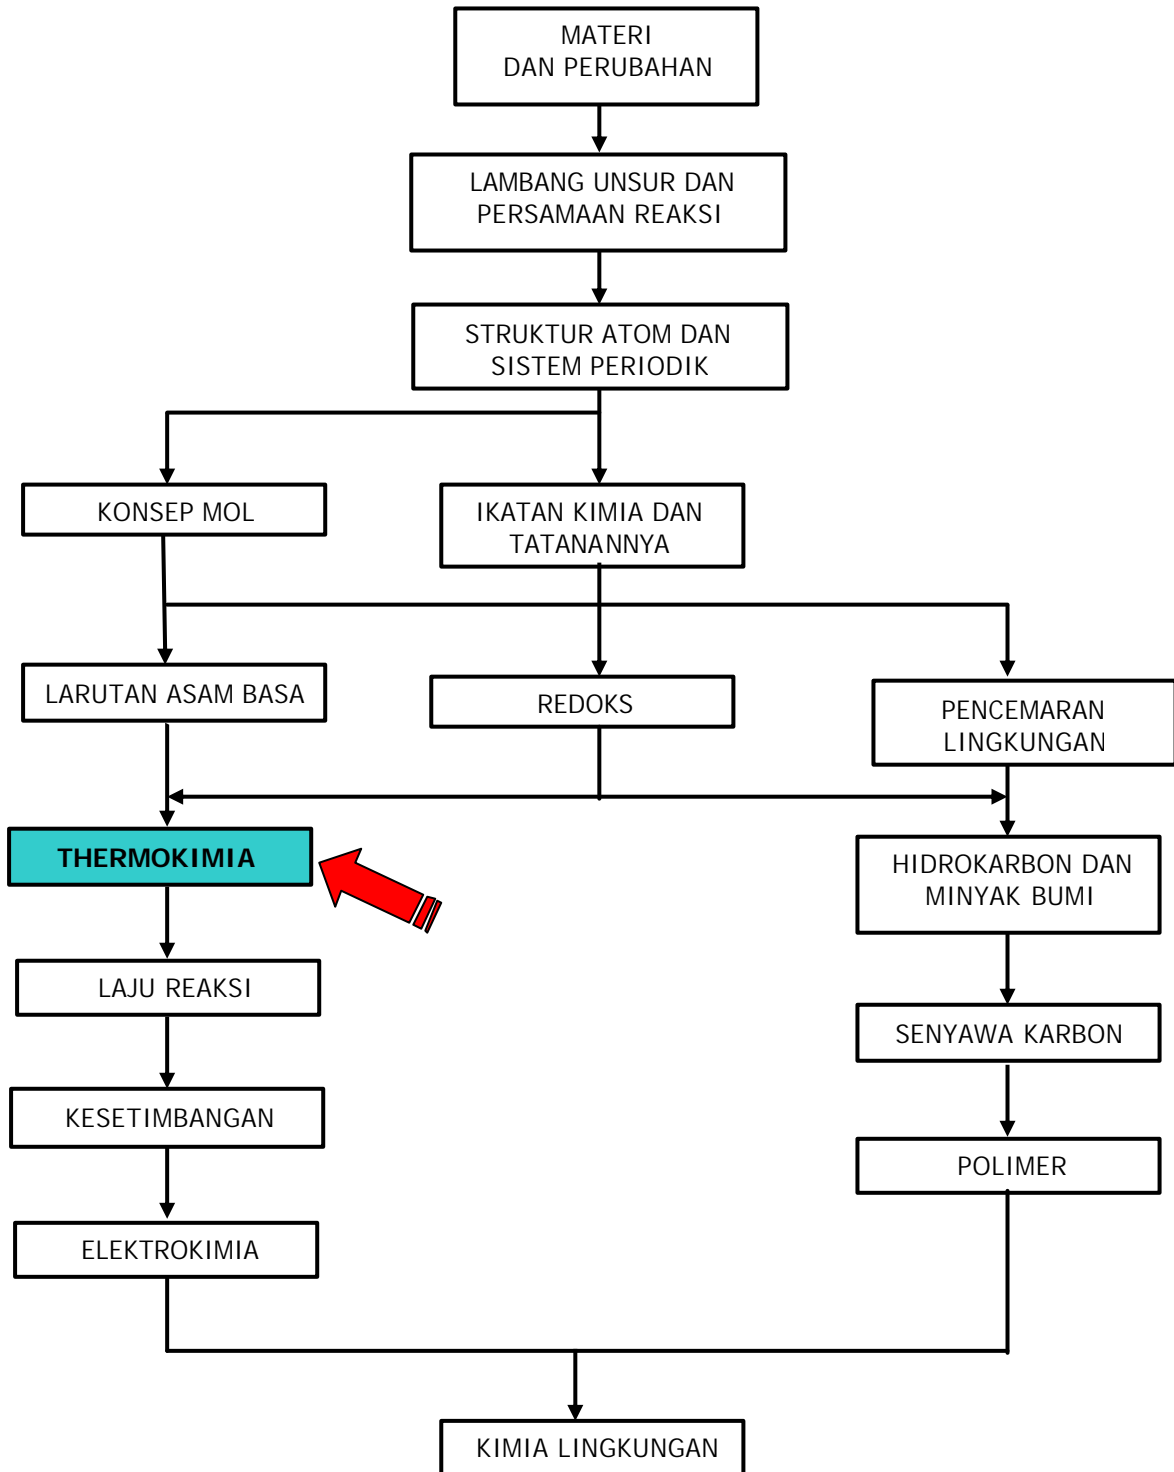 MATERI
DAN PERUBAHAN
LAMBANG UNSUR DAN
PERSAMAAN REAKSI
STRUKTUR ATOM DAN
SISTEM PERIODIK
KONSEP MOL
IKATAN KIMIA DAN
TATANANNYA
LARUTAN ASAM BASA
REDOKS
PENCEMARAN
LINGKUNGAN
THERMOKIMIA
HIDROKARBON DAN
MINYAK BUMI
LAJU REAKSI
SENYAWA KARBON
KESETIMBANGAN
POLIMER
ELEKTROKIMIA
KIMIA LINGKUNGAN